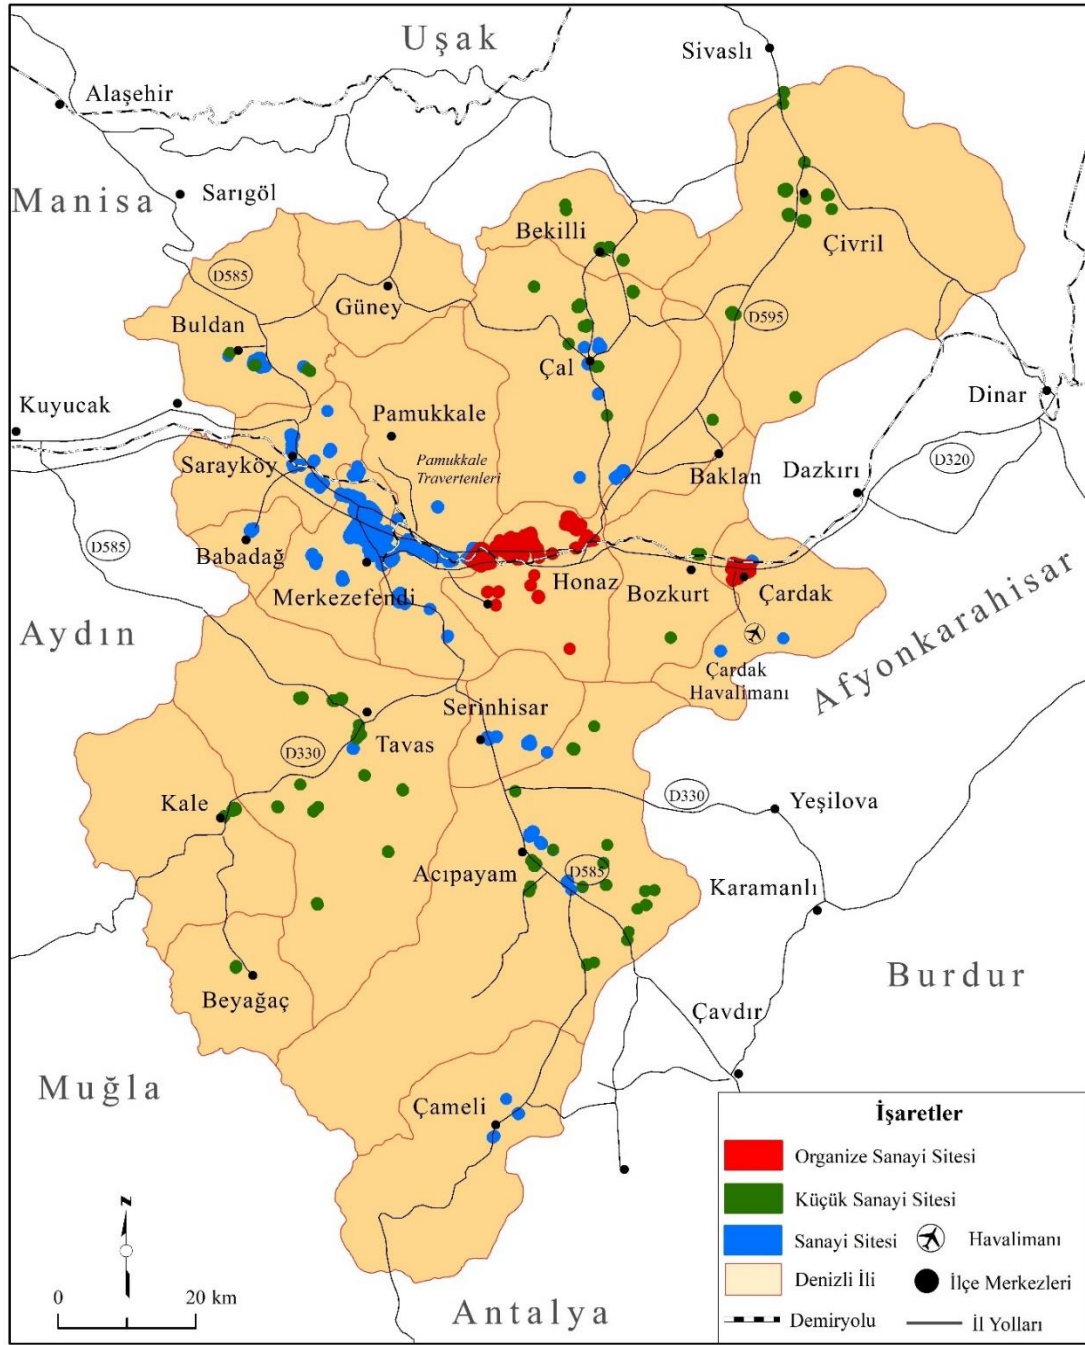 Uşak
Sivaslı
Alaşehir
Manisa
Sarıgöl
Bekilli
Çivril
D585
Güney
D595
Buldan
Çal
Dinar
Kuyucak
Pamukkale
Sarayköy
Pamukkale
Travertenleri
Baklan
Dazkırı
D320
D585
Babadağ
Honaz
Bozkurt
Çardak
Merkezefendi
Aydın
Afyonkarahisar
Çardak
Havalimanı
Serinhisar
Tavas
D330
D330
Kale
Yeşilova
Acıpayam
D585
Karamanlı
Beyağaç
Burdur
Çavdır
Muğla
Çameli
İşaretler
Organize Sanayi Sitesi
Küçük Sanayi Sitesi
Sanayi Sitesi
Havalimanı
Denizli İli
İlçe Merkezleri
Demiryolu
İl Yolları
N
0 20 km
Antalya